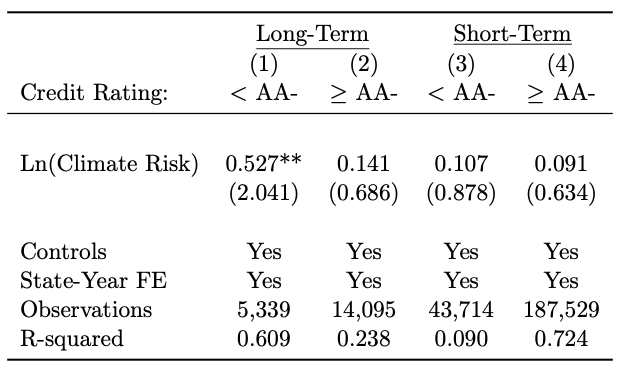 Long-Term Short-Term
(1) (2) (3) (4)
Credit Rating: < AA- ≥ AA- < AA- ≥ AA-
Ln(Climate Risk) 0.527** 0.141 0.107 0.091
(2.041) (0.686) (0.878) (0.634)
Controls Yes Yes Yes Yes
State-Year FE Yes Yes Yes Yes
Observations 5,339 14,095 43,714 187,529
R-squared 0.609 0.238 0.090 0.724